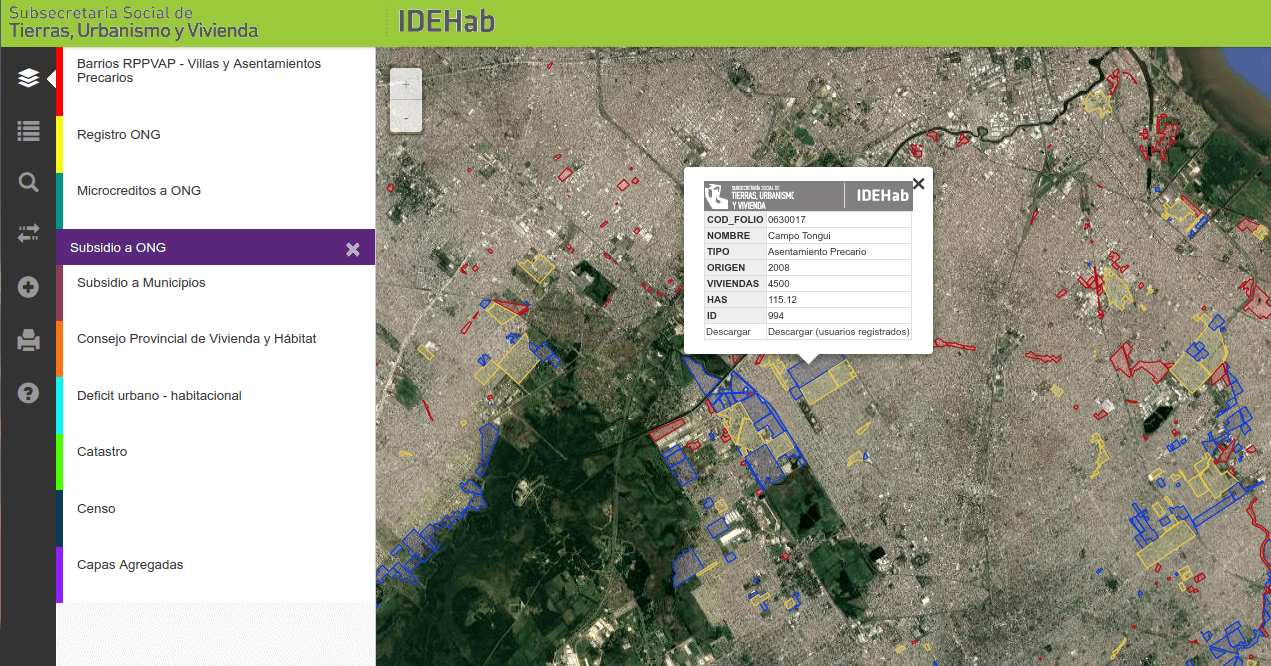 Subsecretaría Social de
Tierras, Urbanismo y Vivienda
IDEHab
Barrios RPPVAP - Villas y Asentamientos
Precarios
Registro ONG
Microcreditos a ONG
Subsidio a ONG
Subsidio a Municipios
Consejo Provincial de Vivienda y Hábitat
Deficit urbano - habitacional
Catastro
Censo
Capas Agregadas
+
-
SUBSECRETARÍA SOCIAL DE
TIERRAS, URBANISMO
Y VIVIENDA
IDEHab
COD_FOLIO 0630017
NOMBRE Campo Tongui
TIPO Asentamiento Precario
ORIGEN 2008
VIVIENDAS 4500
HAS 115.12
ID 994
Descargar Descargar (usuarios registrados)